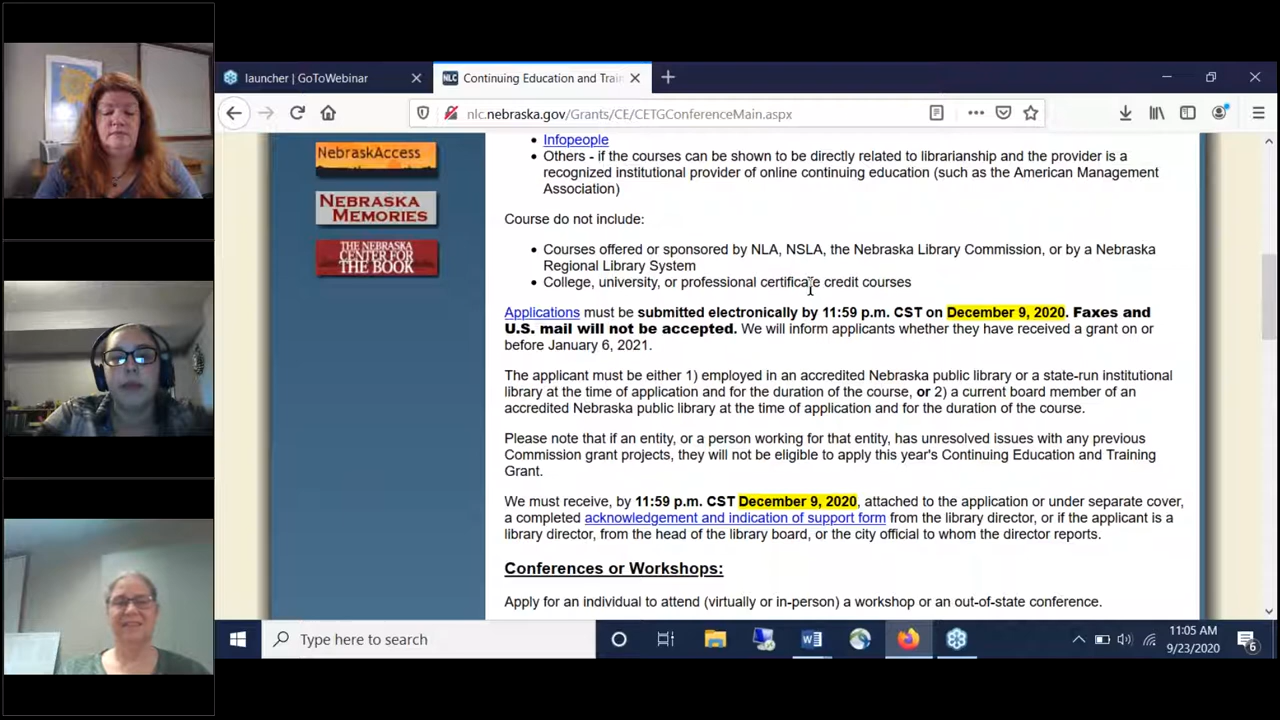 launcher | GoToWebinar
NLC Continuing Education and Train
nlc.nebraska.gov/Grants/CE/CETGConferenceMain.aspx
NebraskAccess
NEBRASKA
MEMORIES
THE NEBRASKA
CENTER FOR
THE BOOK
Infopeople
Others - if the courses can be shown to be directly related to librarianship and the provider is a
recognized institutional provider of online continuing education (such as the American Management
Association)
Course do not include:
Courses offered or sponsored by NLA, NSLA, the Nebraska Library Commission, or by a Nebraska
Regional Library System
College, university, or professional certificate credit courses
Applications must be submitted electronically by 11:59 p.m. CST on December 9, 2020. Faxes and
U.S. mail will not be accepted. We will inform applicants whether they have received a grant on or
before January 6, 2021.
The applicant must be either 1) employed in an accredited Nebraska public library or a state-run institutional
library at the time of application and for the duration of the course, or 2) a current board member of an
accredited Nebraska public library at the time of application and for the duration of the course.
Please note that if an entity, or a person working for that entity, has unresolved issues with any previous
Commission grant projects, they will not be eligible to apply this year's Continuing Education and Training
Grant.
We must receive, by 11:59 p.m. CST December 9, 2020, attached to the application or under separate cover,
a completed acknowledgement and indication of support form from the library director, or if the applicant is a
library director, from the head of the library board, or the city official to whom the director reports.
Conferences or Workshops:
Apply for an individual to attend (virtually or in-person) a workshop or an out-of-state conference.
Type here to search
11:05 AM
9/23/2020
6